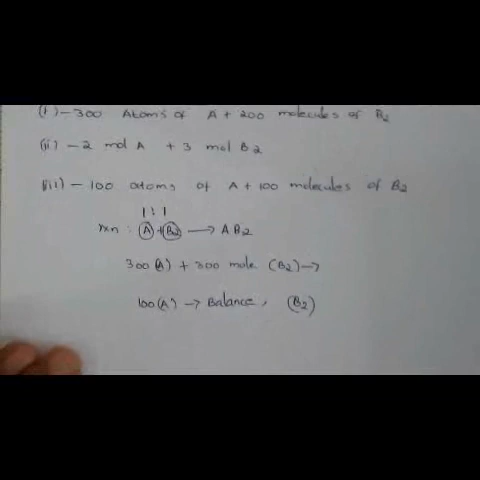 (i) - 300 Atoms of A + 200 molecules of B2
(ii) - 2 mol A + 3 mol B2
(iii) - 100 atoms of A + 100 molecules of B2
1 : 1
rxn : A + B2 → AB2
300(A) + 300 mole (B2) →
100(A) → Balance, (B2)